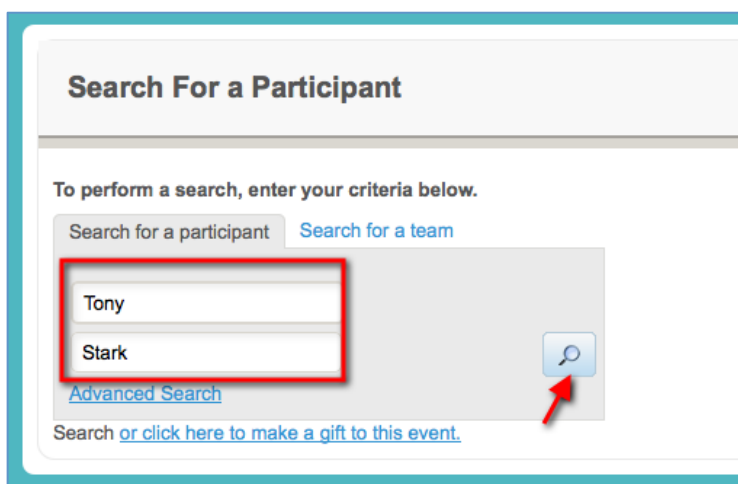 Search For a Participant
To perform a search, enter your criteria below.
Search for a participant Search for a team
Tony
Stark
Advanced Search
Search or click here to make a gift to this event.